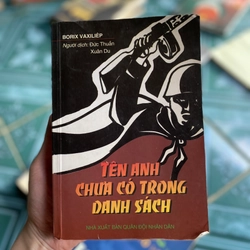 BORIX VAXILIÉP
Người dịch: Đức Thuần
Xuân Du
TÊN ANH
CHƯA CÓ TRONG
DANH SÁCH
NHÀ XUẤT BẢN QUÂN ĐỘI NHÂN DÂN